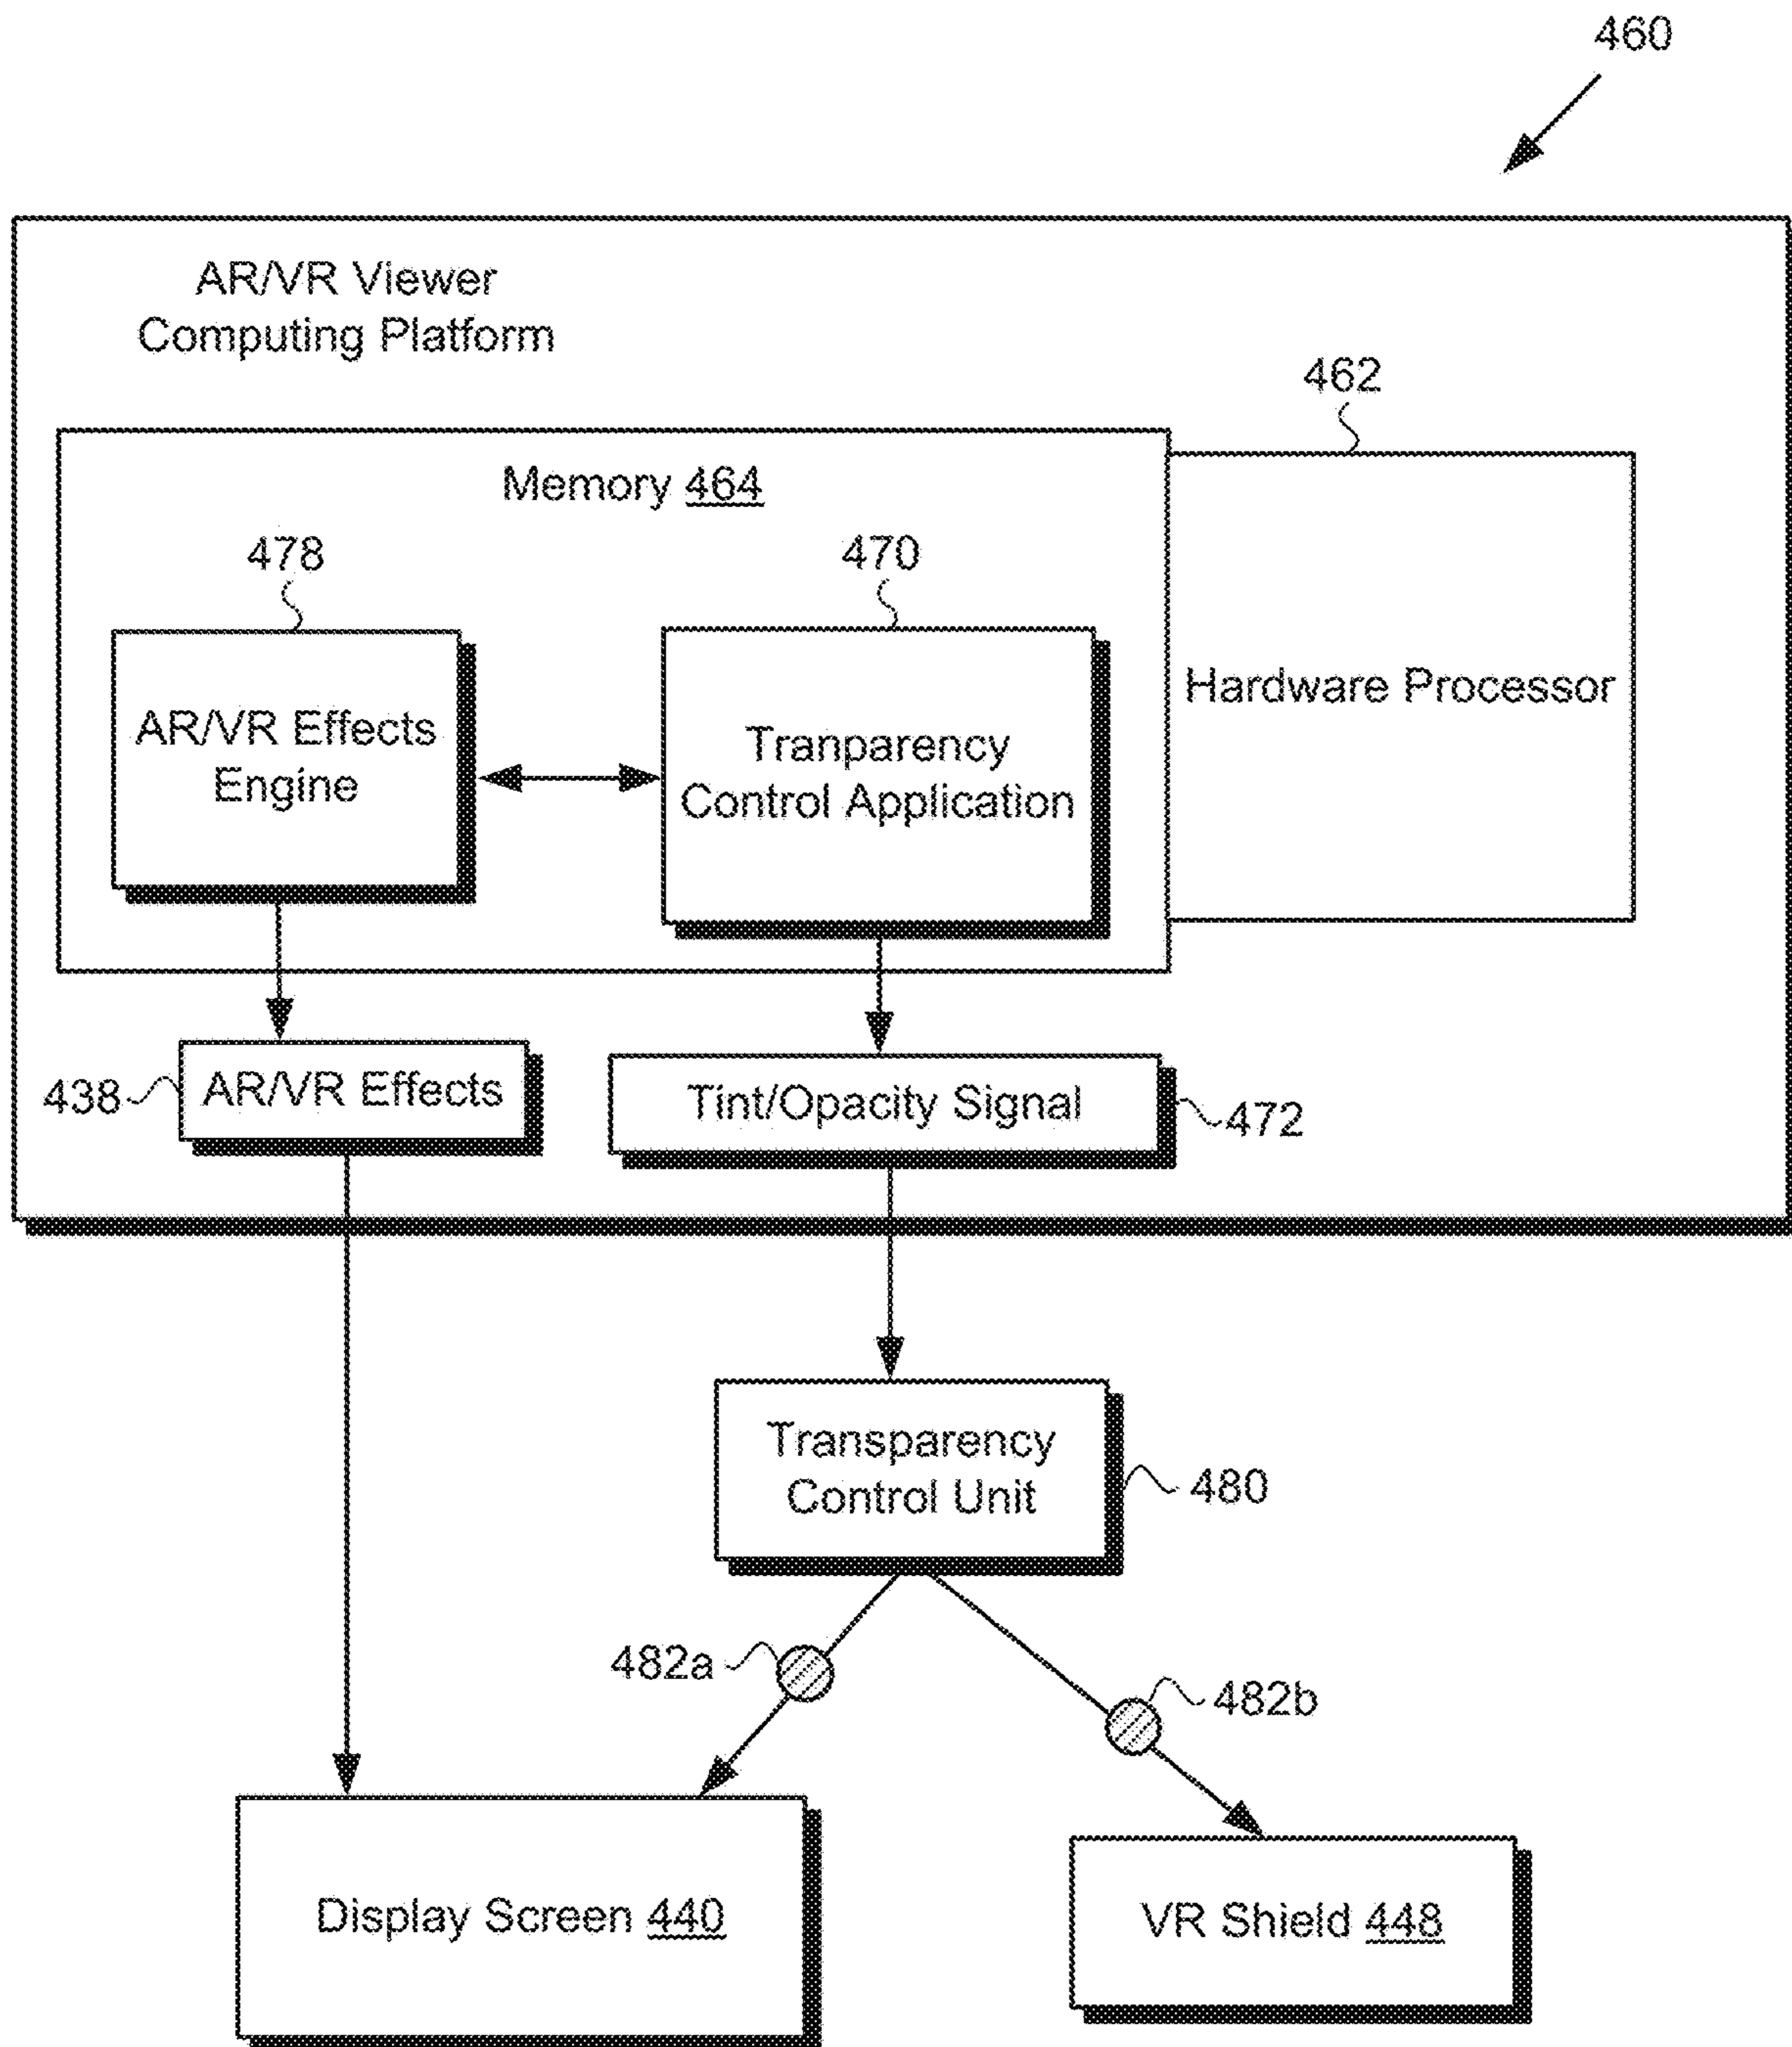 460
AR/VR Viewer
Computing Platform
462
Memory 464
478
470
AR/VR Effects
Engine
Tranparency
Control Application
Hardware Processor
438
AR/VR Effects
Tint/Opacity Signal
472
Transparency
Control Unit
480
482a
482b
Display Screen 440
VR Shield 448